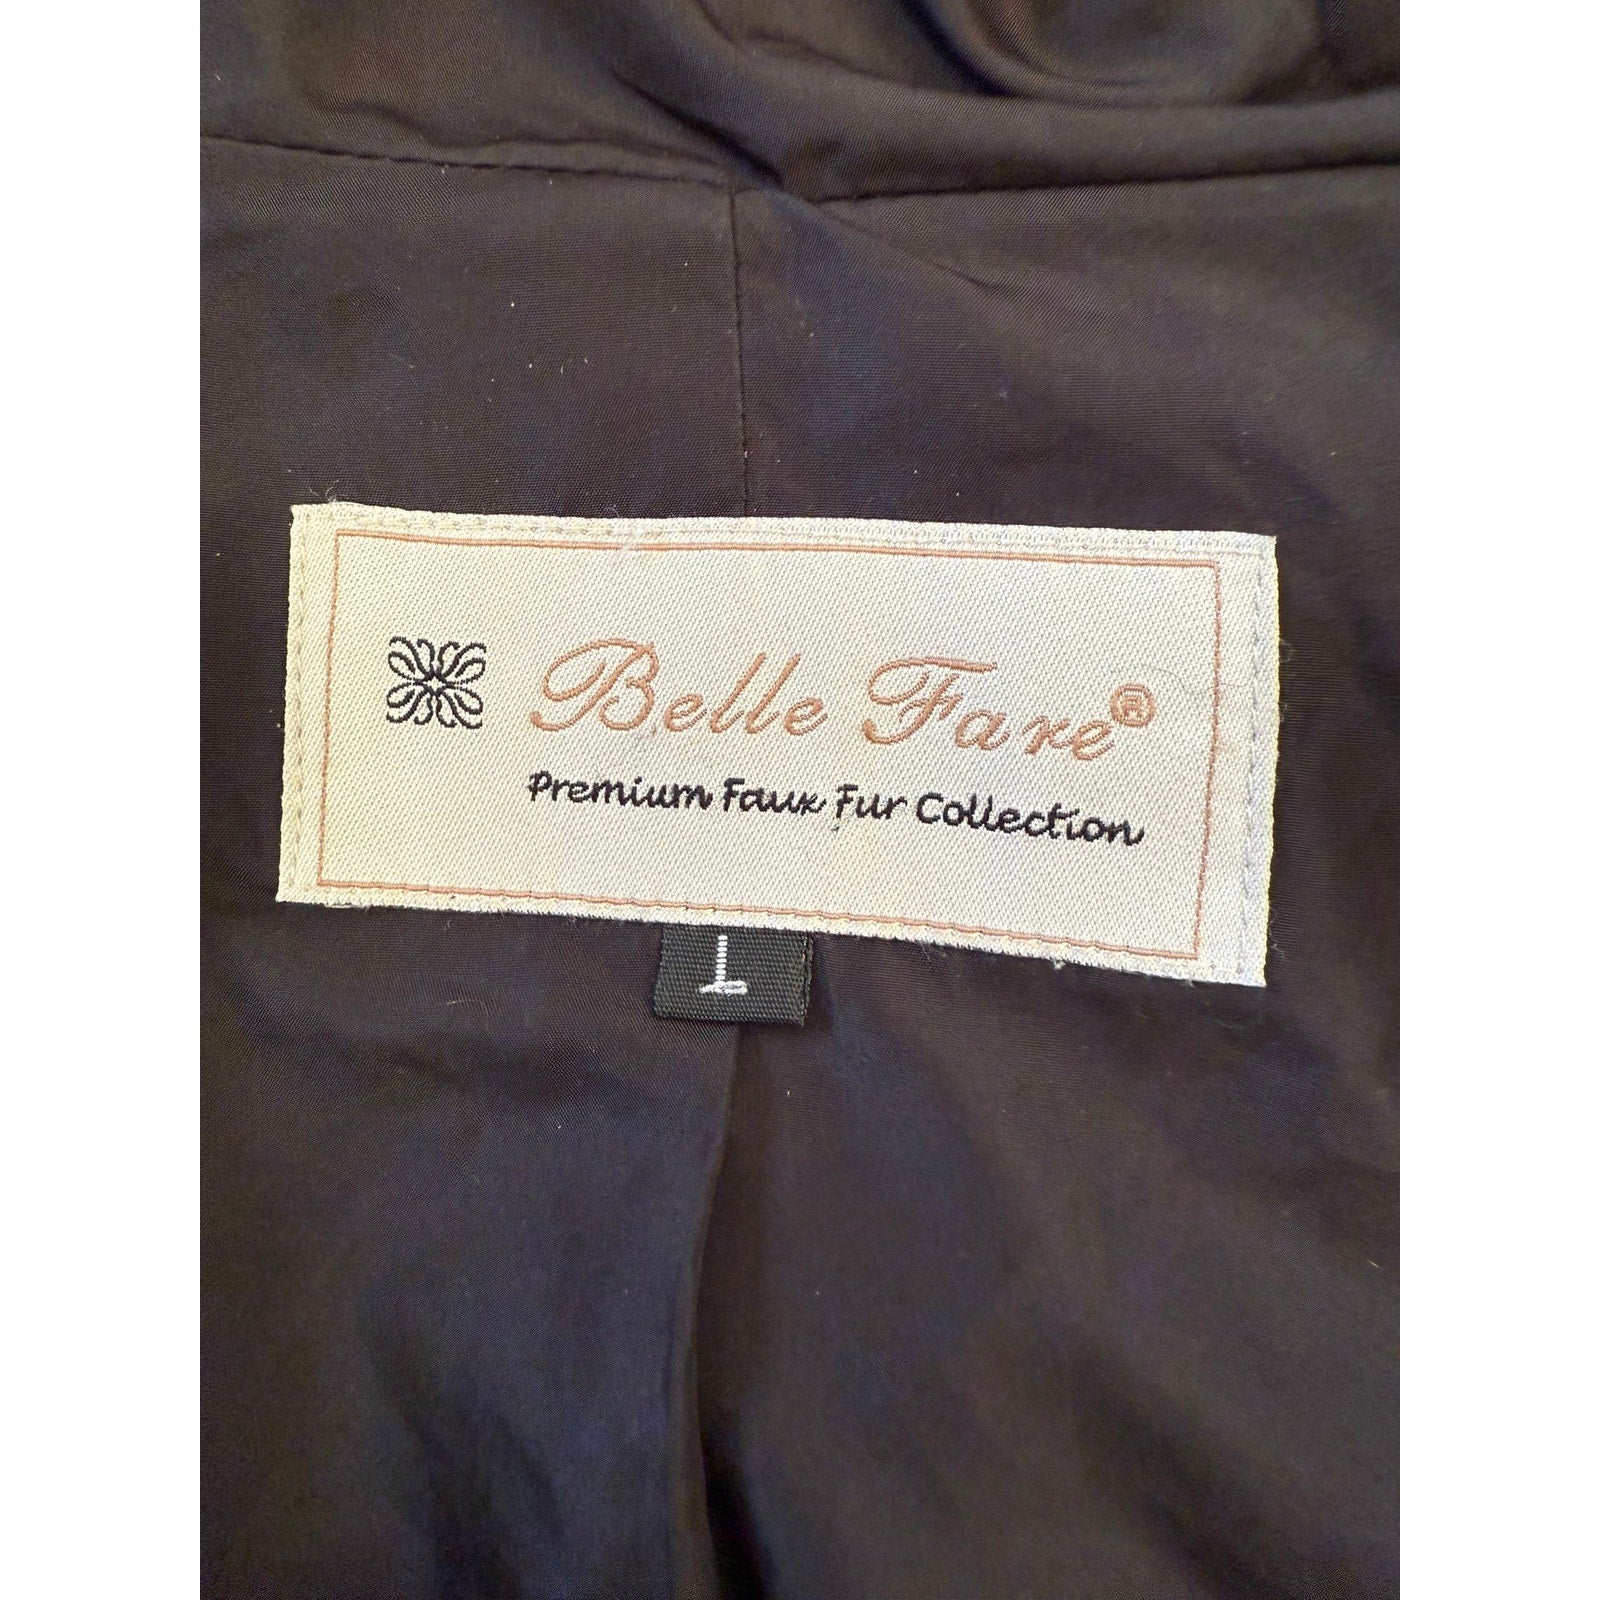 Belle Fare®
Premium Faux Fur Collection
L